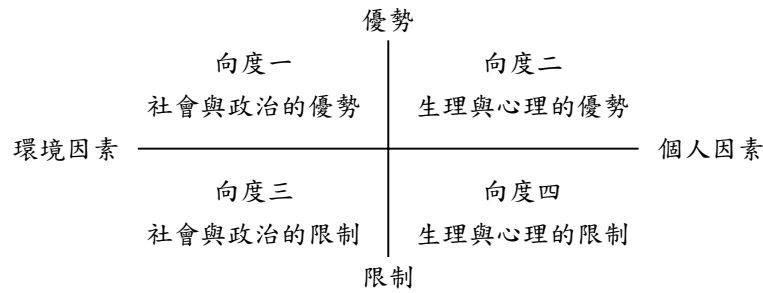 優勢
向度一
向度二
社會與政治的優勢
生理與心理的優勢
環境因素
個人因素
向度三
向度四
社會與政治的限制
生理與心理的限制
限制